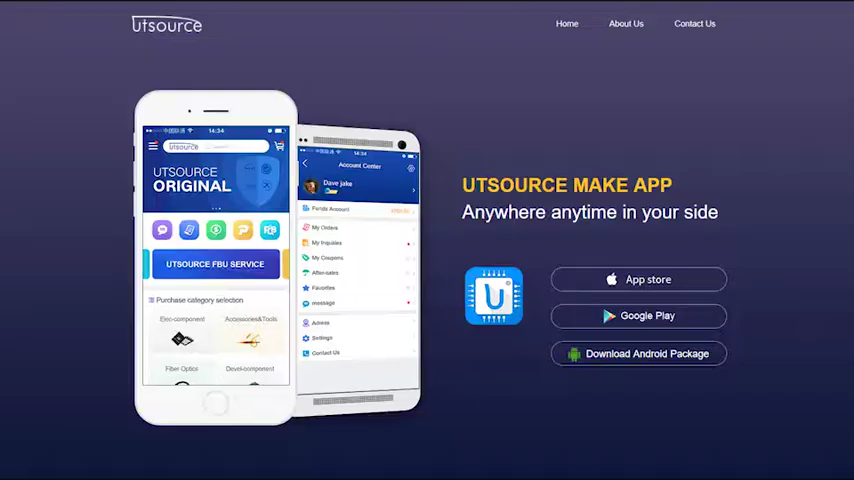 utsource
Home
About Us
Contact Us
14:34
utsource
UTSOURCE
ORIGINAL
UTSOURCE FBU SERVICE
Purchase category selection
Elec-component
Accessories&Tools
Fiber Optics
Devel-component
14:34
Account Center
Dave jake
My Orders
My Inquiries
My Coupons
After-sales
Favorites
message
Settings
Contact Us
UTSOURCE MAKE APP
Anywhere anytime in your side
U
App store
Google Play
Download Android Package